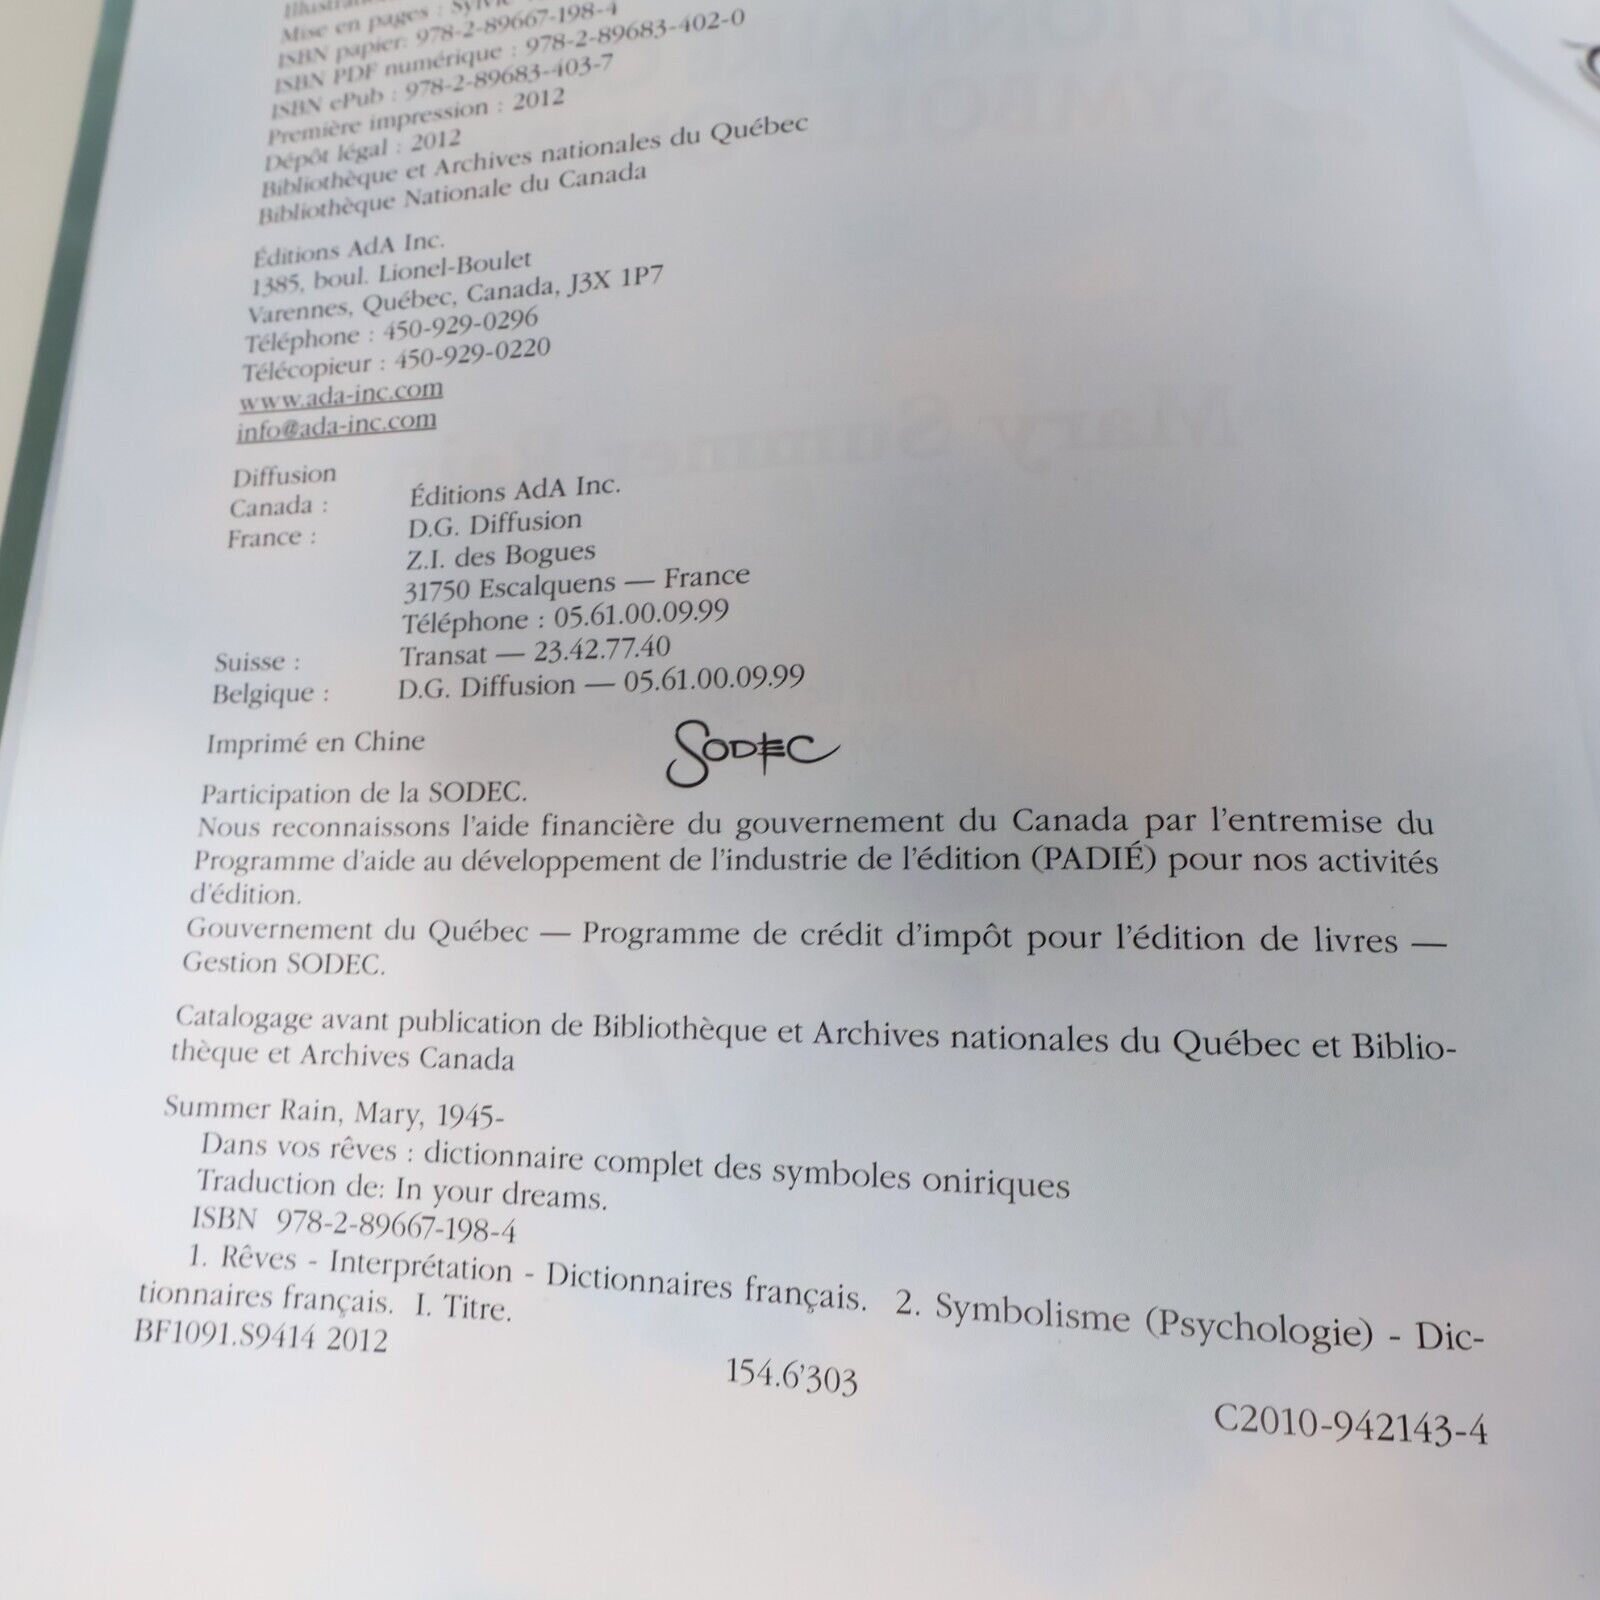 Mise en pages : Sylvie
ISBN papier: 978-2-89667-198-4
ISBN PDF numérique : 978-2-89683-402-0
ISBN ePub : 978-2-89683-403-7
Première impression : 2012
Dépôt légal : 2012
Bibliothèque et Archives nationales du Québec
Bibliothèque Nationale du Canada
Éditions AdA Inc.
1385, boul. Lionel-Boulet
Varennes, Québec, Canada, J3X 1P7
Téléphone : 450-929-0296
Télécopieur : 450-929-0220
www.ada-inc.com
info@ada-inc.com
Diffusion
Canada : Éditions AdA Inc.
France : D.G. Diffusion
Z.I. des Bogues
31750 Escalquens — France
Téléphone : 05.61.00.09.99
Suisse : Transat — 23.42.77.40
Belgique : D.G. Diffusion — 05.61.00.09.99
Imprimé en Chine
SODEC
Participation de la SODEC.
Nous reconnaissons l'aide financière du gouvernement du Canada par l'entremise du
Programme d'aide au développement de l'industrie de l'édition (PADIÉ) pour nos activités
d'édition.
Gouvernement du Québec — Programme de crédit d'impôt pour l'édition de livres —
Gestion SODEC.
Catalogage avant publication de Bibliothèque et Archives nationales du Québec et Biblio-
thèque et Archives Canada
Summer Rain, Mary, 1945-
Dans vos rêves : dictionnaire complet des symboles oniriques
Traduction de: In your dreams.
ISBN 978-2-89667-198-4
1. Rêves - Interprétation - Dictionnaires français. 2. Symbolisme (Psychologie) - Dic-
tionnaires français. I. Titre.
BF1091.S9414 2012
154.6'303
C2010-942143-4